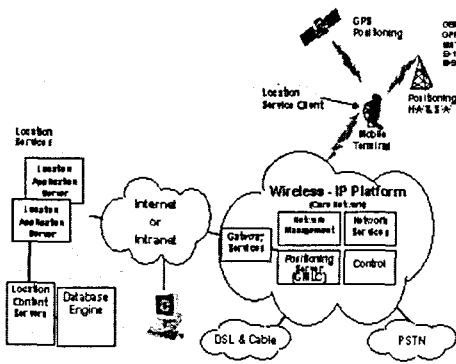 GPS
Positioning
Location
Service Client
Positioning
Mobile
Terminal
Location
Services
Location
Application
Server
Location
Application
Server
Internet
or
Intranet
Wireless - IP Platform
(Core Network)
Network
Management
Network
Services
Gateway
Services
Positioning
Server
(GMLC)
Control
Location
Content
Servers
Database
Engine
DSL & Cable
PSTN